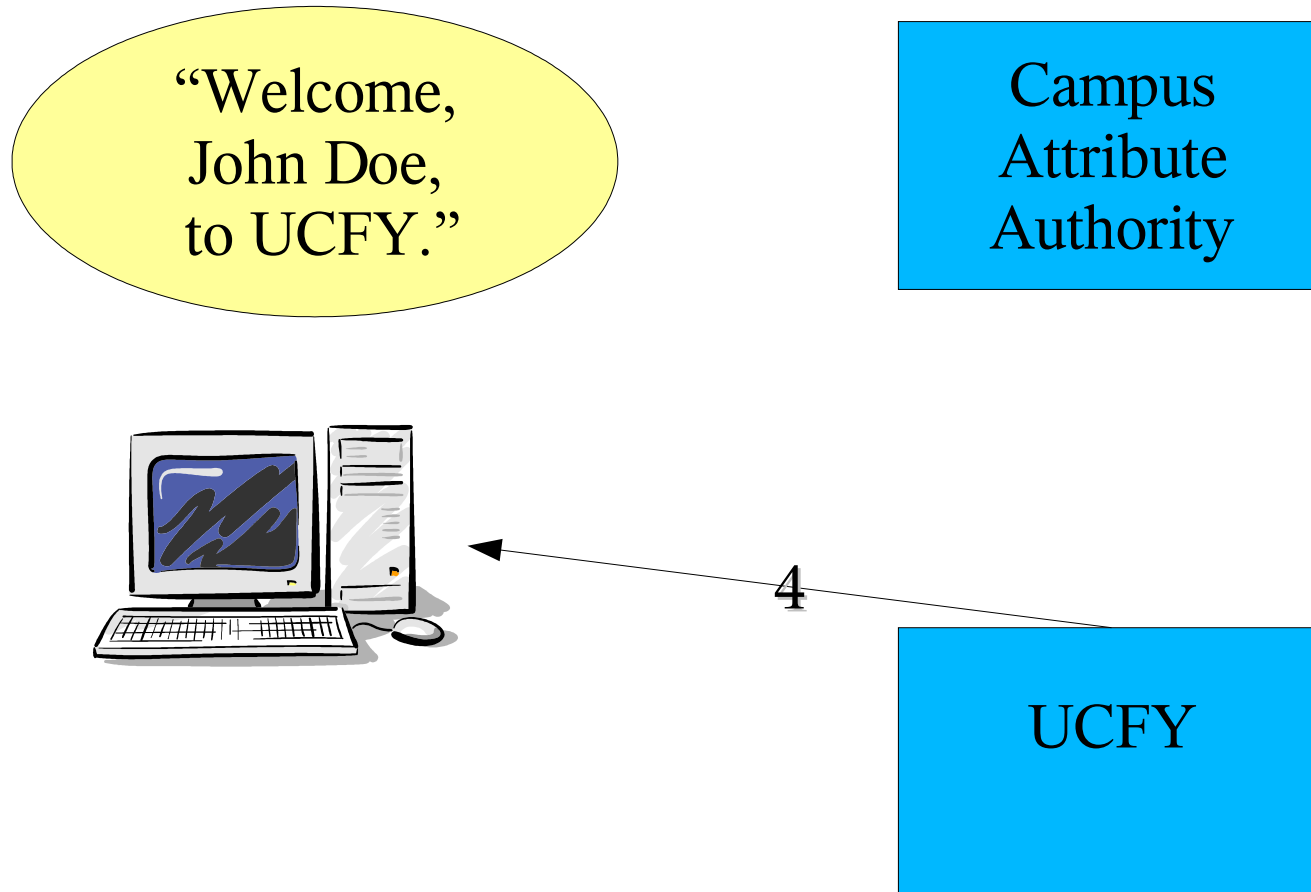 “Welcome,
John Doe,
to UCFY.”
Campus
Attribute
Authority
4
UCFY